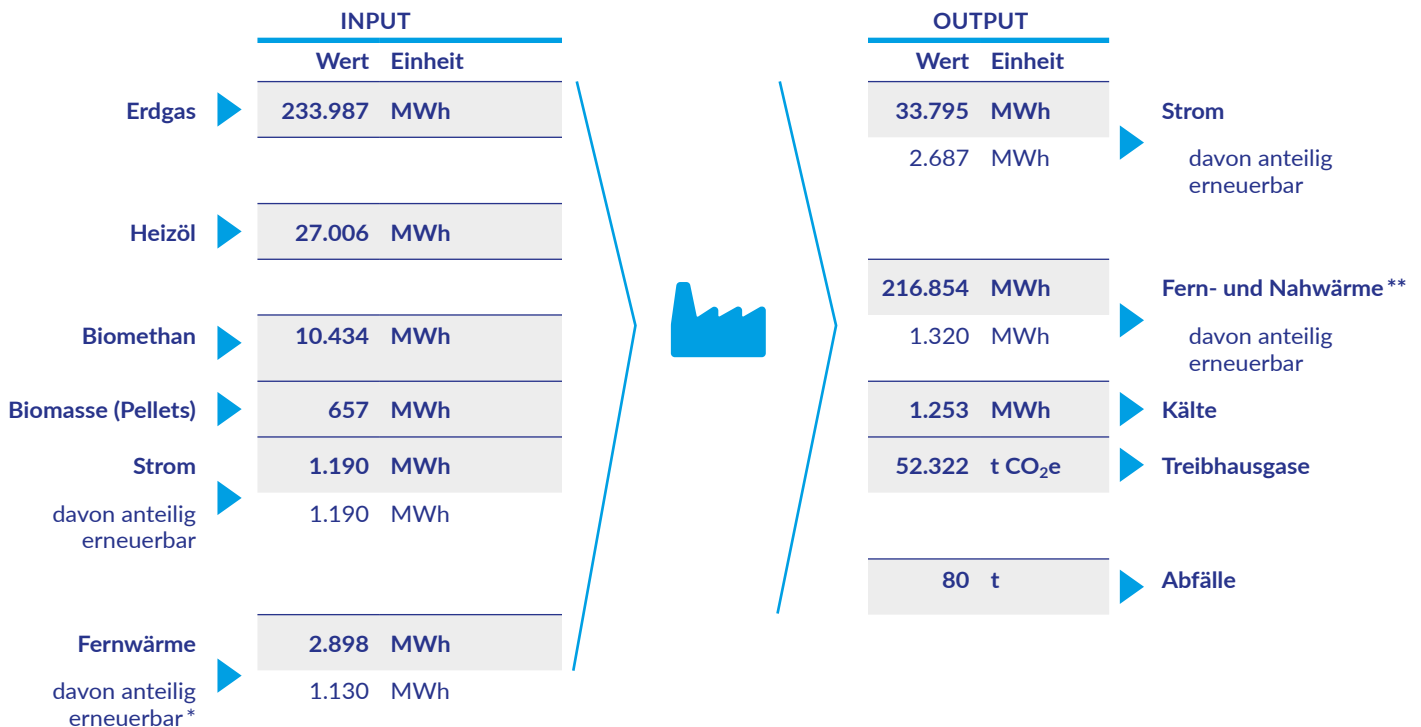 INPUT
Wert Einheit
Erdgas 233.987 MWh
Heizöl 27.006 MWh
Biomethan 10.434 MWh
Biomasse (Pellets) 657 MWh
Strom 1.190 MWh
davon anteilig 1.190 MWh
erneuerbar
Fernwärme 2.898 MWh
davon anteilig 1.130 MWh
erneuerbar *
OUTPUT
Wert Einheit
33.795 MWh Strom
2.687 MWh davon anteilig
erneuerbar
216.854 MWh Fern- und Nahwärme **
1.320 MWh davon anteilig
erneuerbar
1.253 MWh Kälte
52.322 t CO₂e Treibhausgase
80 t Abfälle